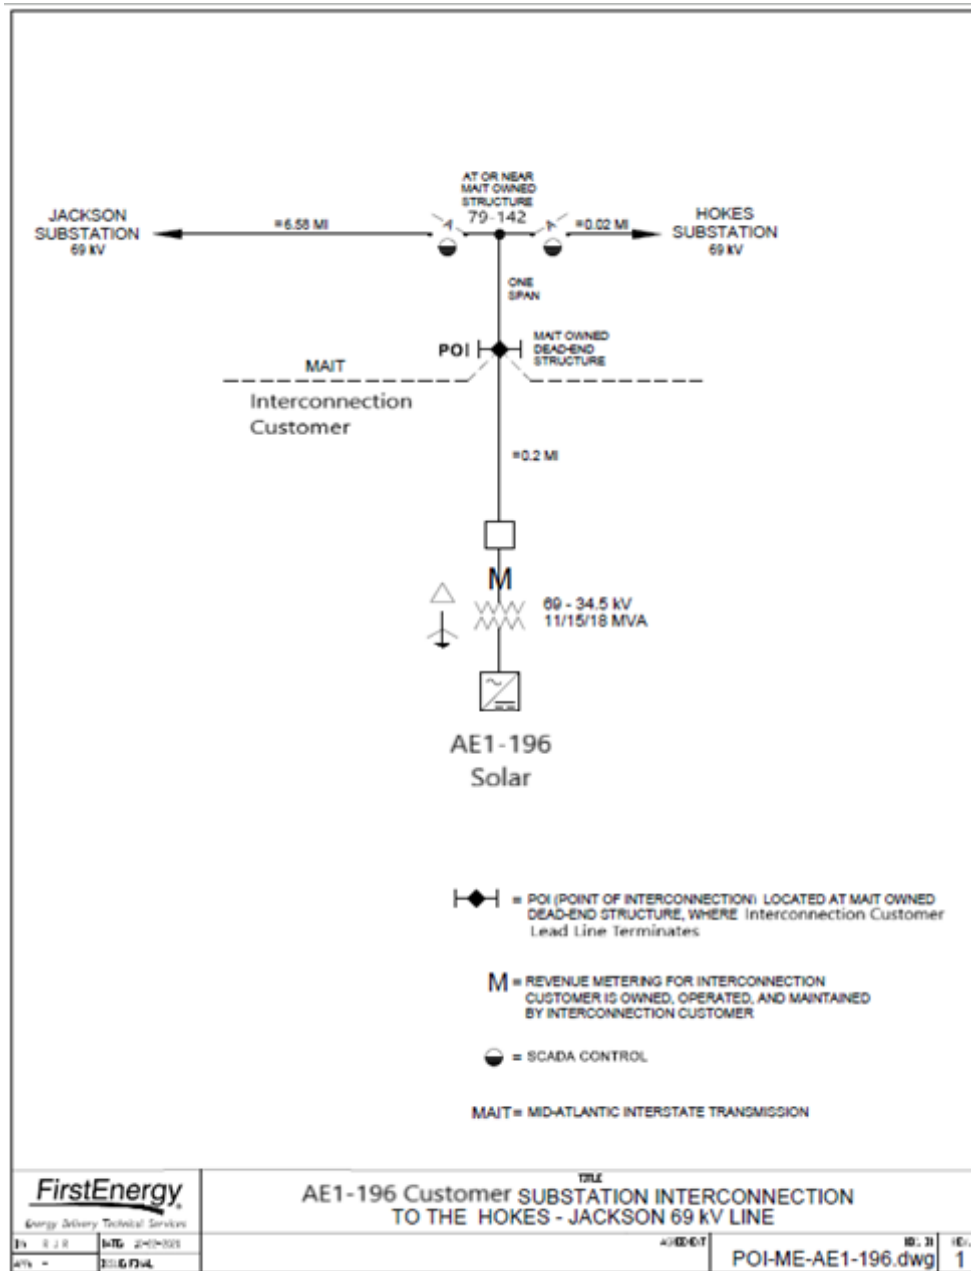 AT OR NEAR
MAIT OWNED
STRUCTURE
79-142
JACKSON
SUBSTATION
69 kV
=6.58 MI
=0.02 MI
HOKES
SUBSTATION
69 kV
ONE
SPAN
POI
MAIT OWNED
DEAD-END
STRUCTURE
MAIT
Interconnection
Customer
=0.2 MI
M
69 - 34.5 kV
11/15/18 MVA
AE1-196
Solar
= POI (POINT OF INTERCONNECTION) LOCATED AT MAIT OWNED
DEAD-END STRUCTURE, WHERE Interconnection Customer
Lead Line Terminates
M = REVENUE METERING FOR INTERCONNECTION
CUSTOMER IS OWNED, OPERATED, AND MAINTAINED
BY INTERCONNECTION CUSTOMER
= SCADA CONTROL
MAIT = MID-ATLANTIC INTERSTATE TRANSMISSION
FirstEnergy
Energy Delivery Technical Services
TITLE
AE1-196 Customer SUBSTATION INTERCONNECTION
TO THE HOKES - JACKSON 69 kV LINE
POI-ME-AE1-196.dwg
1